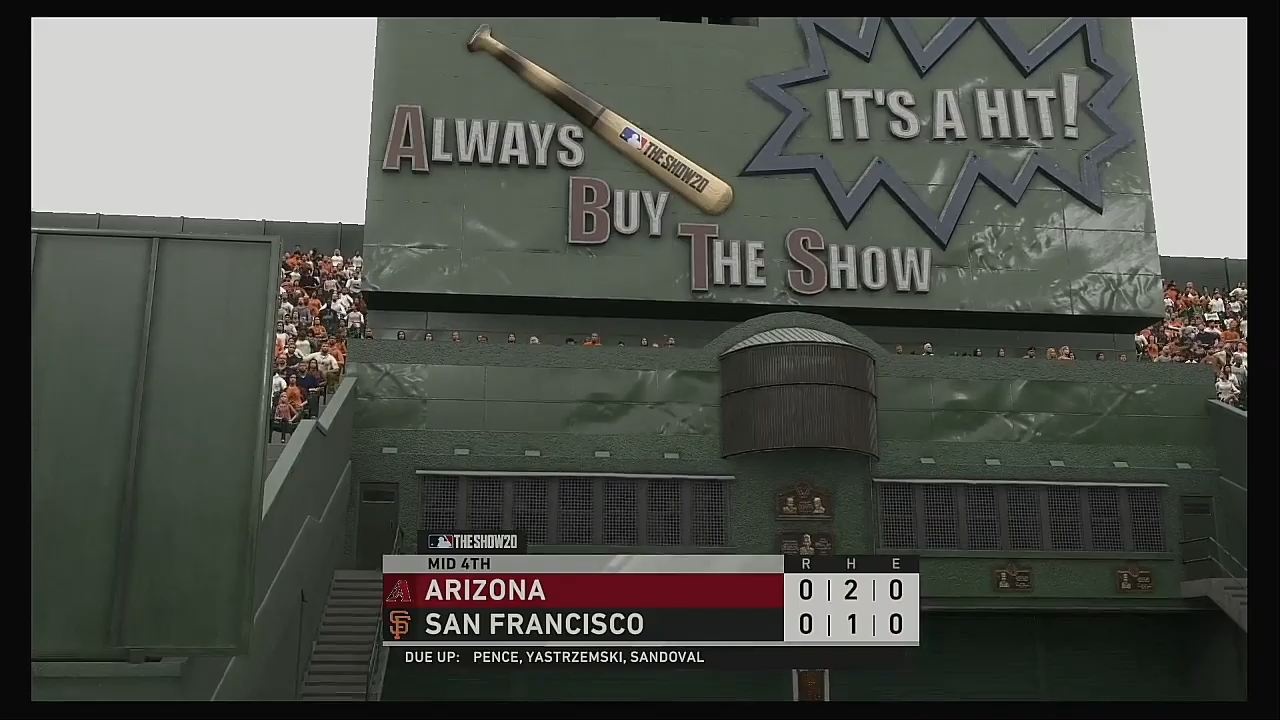 IT'S A HIT!
ALWAYS
THE SHOW 20
BUY
THE SHOW
THE SHOW 20
MID 4TH R H E
ARIZONA 0 2 0
SF SAN FRANCISCO 0 1 0
DUE UP: PENCE, YASTRZEMSKI, SANDOVAL